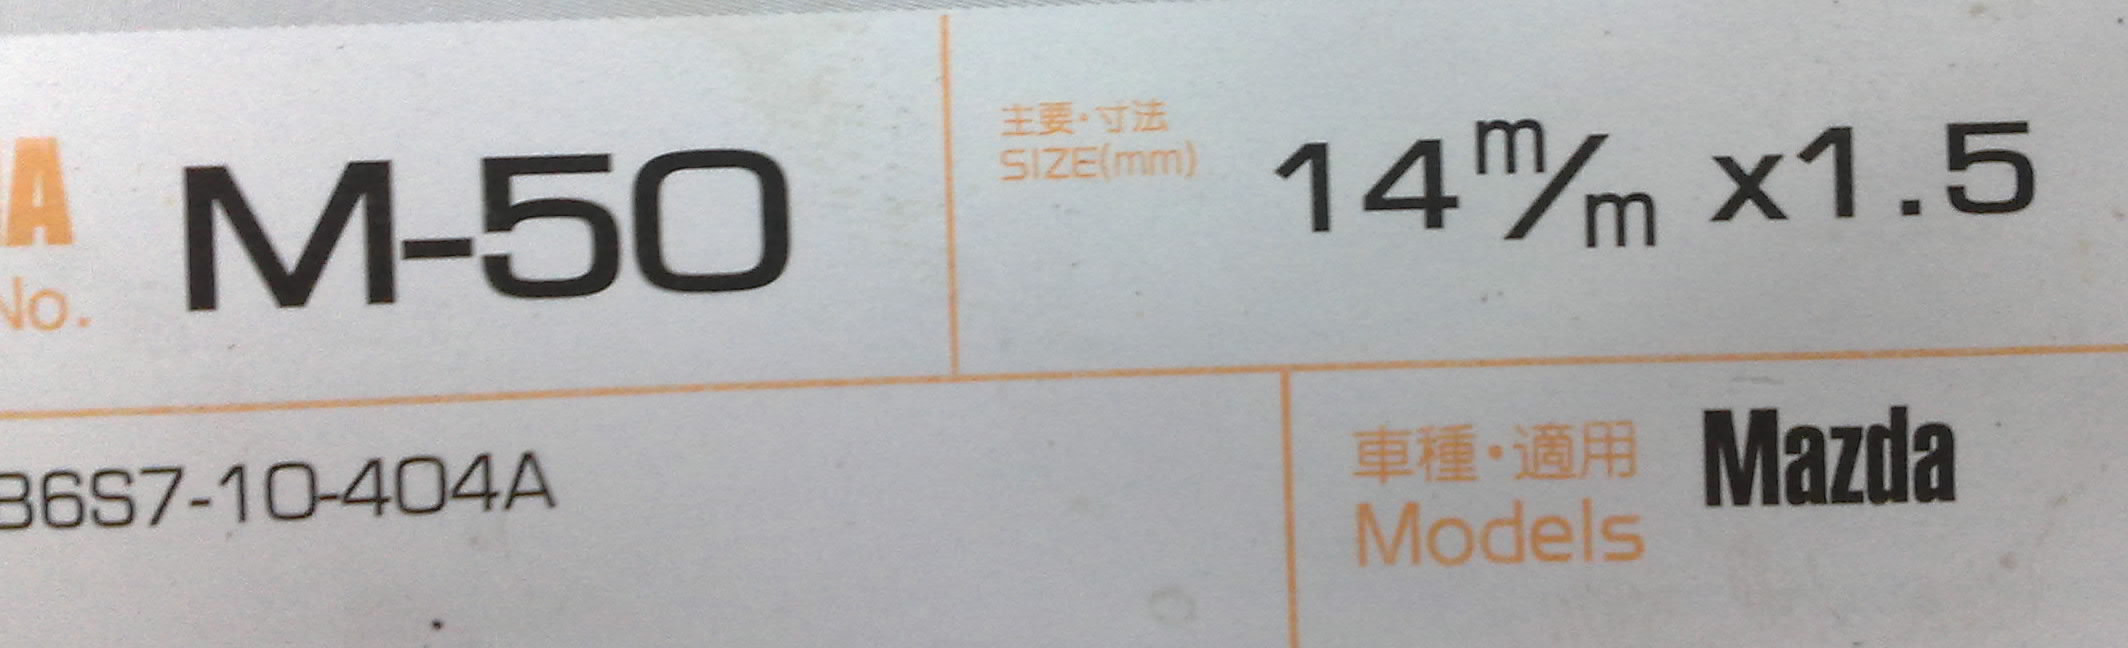 A
No.
M-50
主要・寸法
SIZE(mm)
14 m/m x1.5
B6S7-10-404A
車種・適用
Models
Mazda